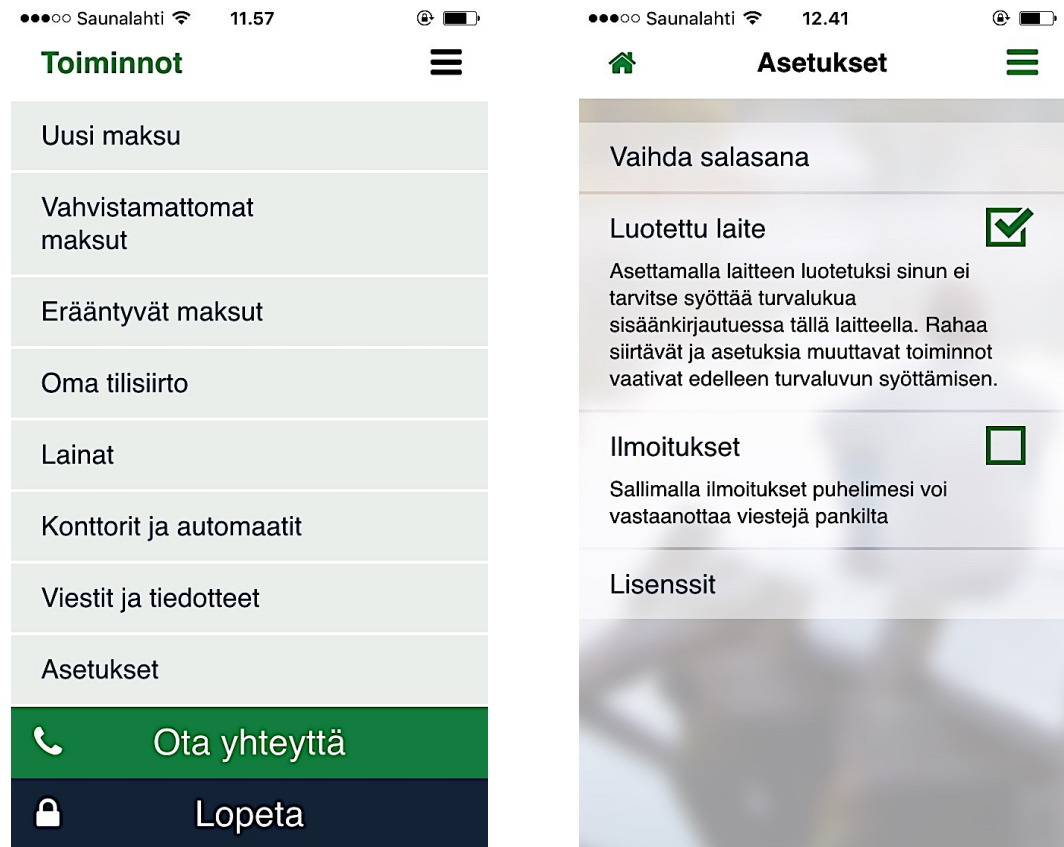 Saunalahti 11.57
Toiminnot
Uusi maksu
Vahvistamattomat
maksut
Erääntyvät maksut
Oma tilisiirto
Lainat
Konttorit ja automaatit
Viestit ja tiedotteet
Asetukset
Ota yhteyttä
Lopeta
Saunalahti 12.41
Asetukset
Vaihda salasana
Luotettu laite
Asettamalla laitteen luotetuksi sinun ei
tarvitse syöttää turvalukua
sisäänkirjautuessa tällä laitteella. Rahaa
siirtävät ja asetuksia muuttavat toiminnot
vaativat edelleen turvaluvun syöttämisen.
Ilmoitukset
Sallimalla ilmoitukset puhelimesi voi
vastaanottaa viestejä pankilta
Lisenssit